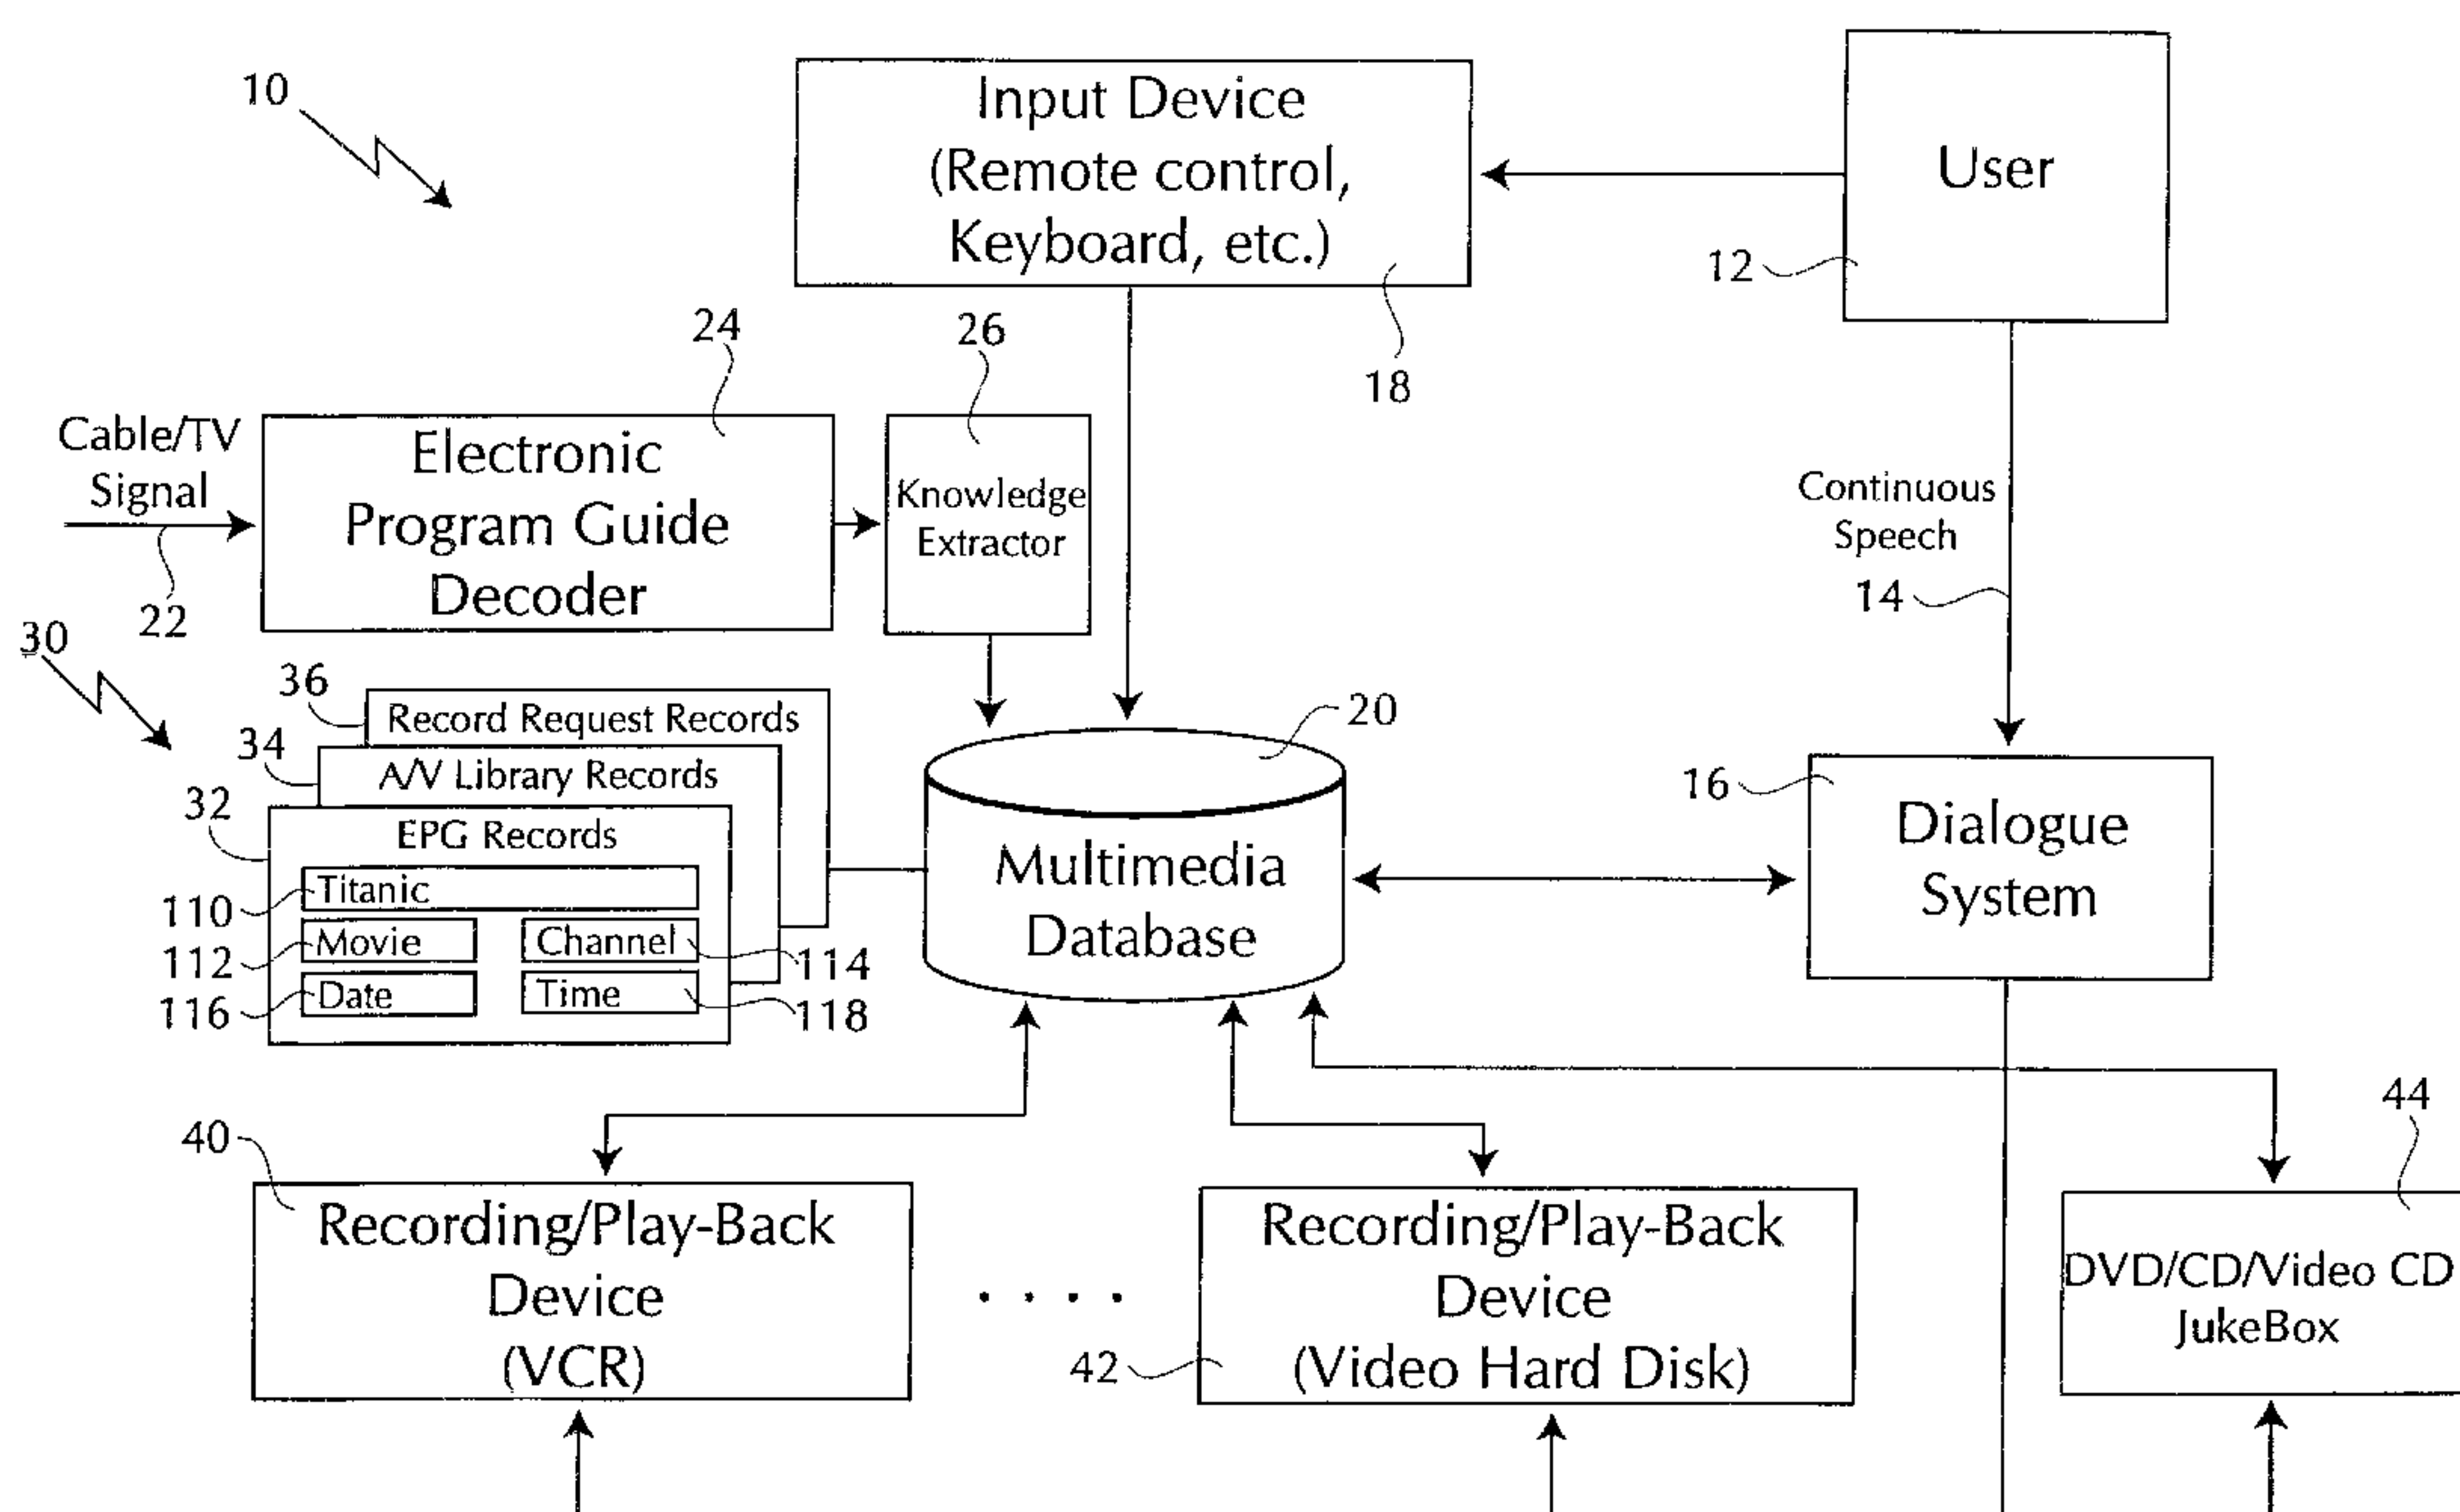 10
Input Device
(Remote control,
Keyboard, etc.)
18
User
12
24
26
Cable/TV
Signal
22
Electronic
Program Guide
Decoder
Knowledge
Extractor
Continuous
Speech
14
30
36
Record Request Records
34
A/V Library Records
32
EPG Records
110
Titanic
112
Movie
Channel
114
116
Date
Time
118
20
Multimedia
Database
16
Dialogue
System
40
Recording/Play-Back
Device
(VCR)
. . . .
42
Recording/Play-Back
Device
(Video Hard Disk)
44
DVD/CD/Video CD
JukeBox